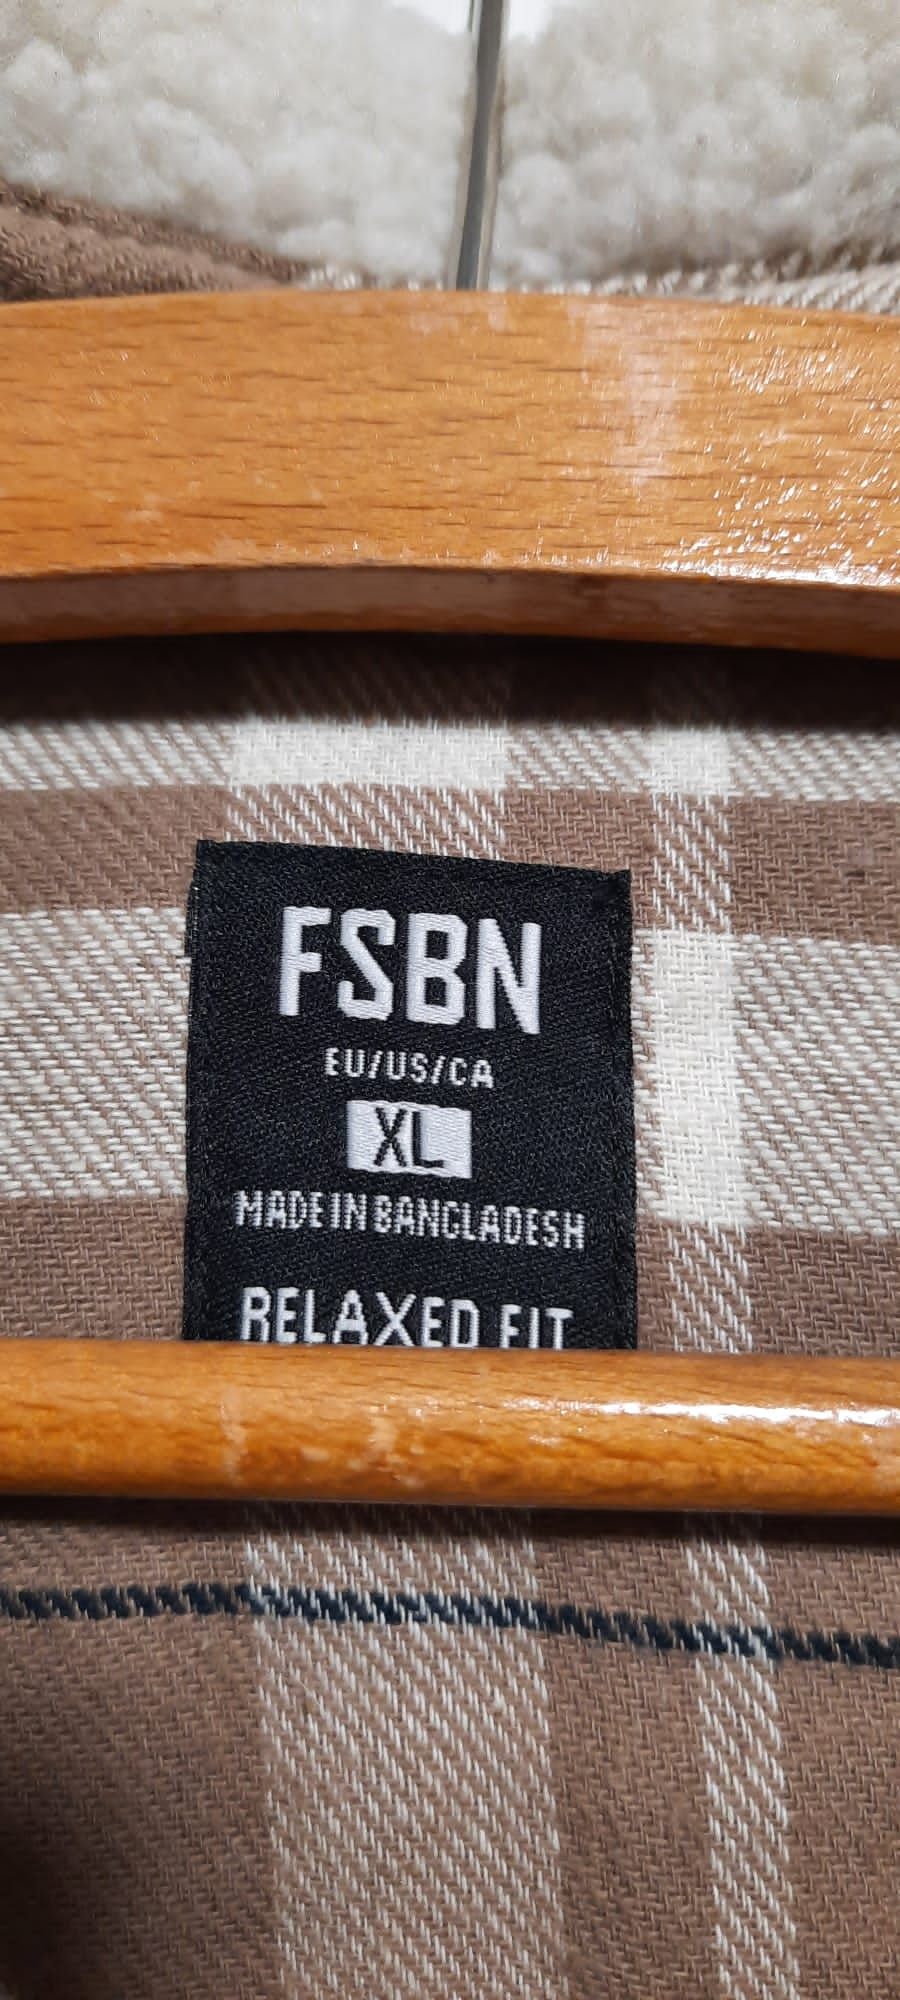 FSBN
EU/US/CA
XL
MADE IN BANGLADESH
RELAXED FIT